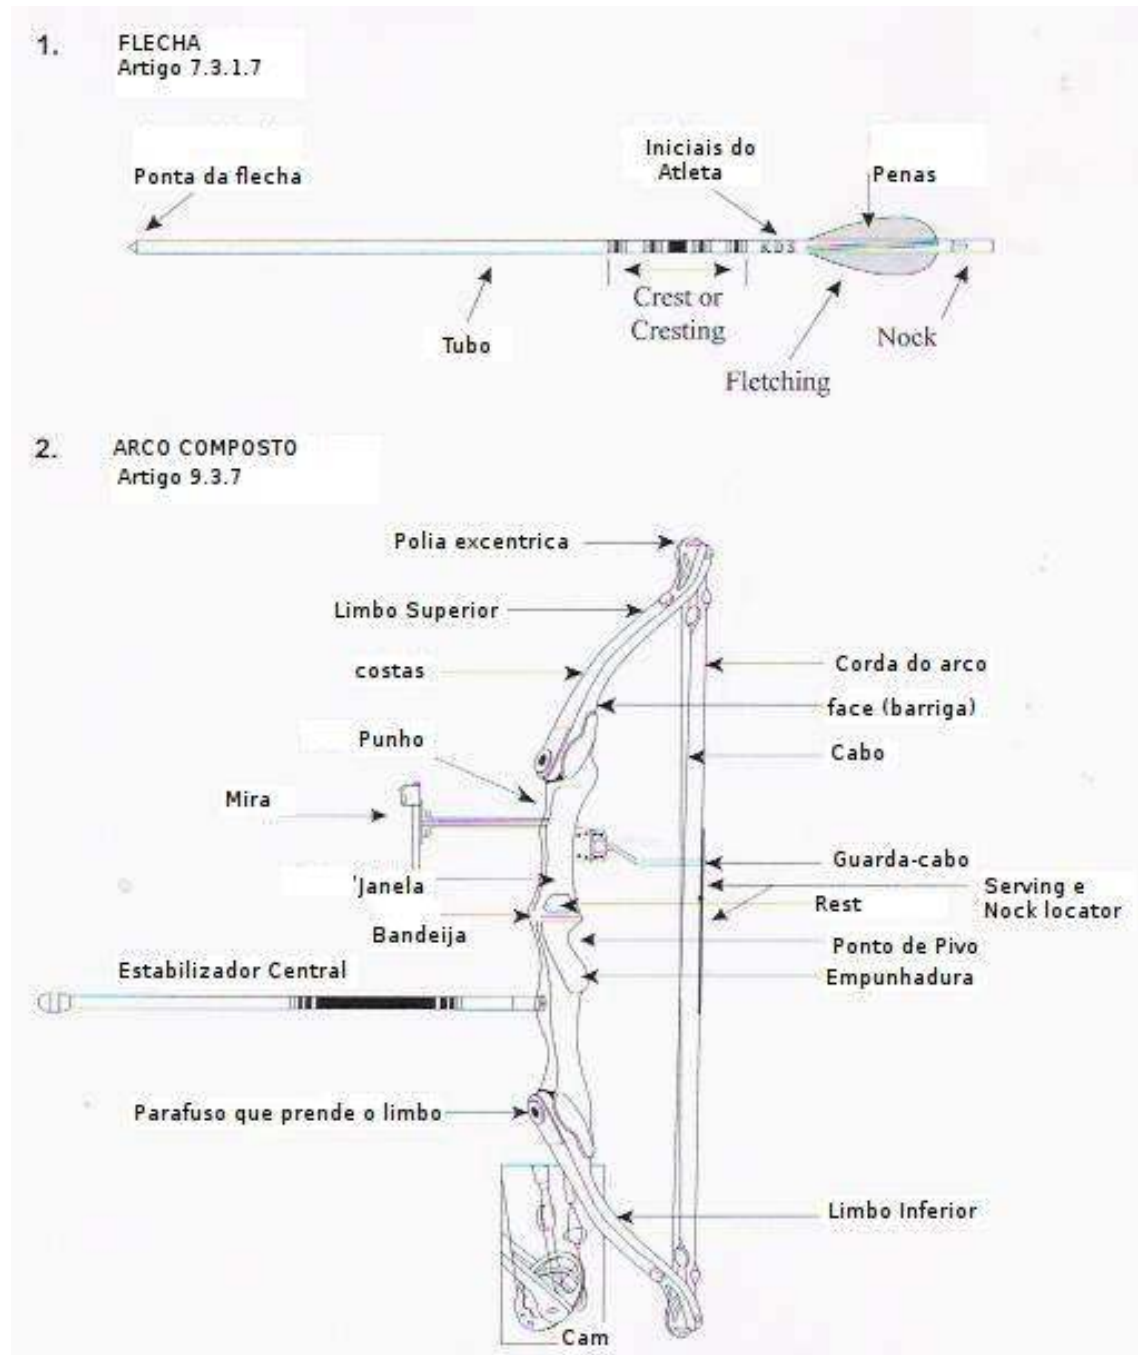 1. FLECHA
Artigo 7.3.1.7
Ponta da flecha
Iniciais do
Atleta
Penas
K D S
Crest or
Cresting
Tubo
Nock
Fletching
2. ARCO COMPOSTO
Artigo 9.3.7
Polia excentrica
Limbo Superior
costas
Corda do arco
face (barriga)
Punho
Cabo
Mira
Guarda-cabo
'Janela
Serving e
Nock locator
Rest
Bandeija
Ponto de Pivo
Estabilizador Central
Empunhadura
Parafuso que prende o limbo
Limbo Inferior
Cam